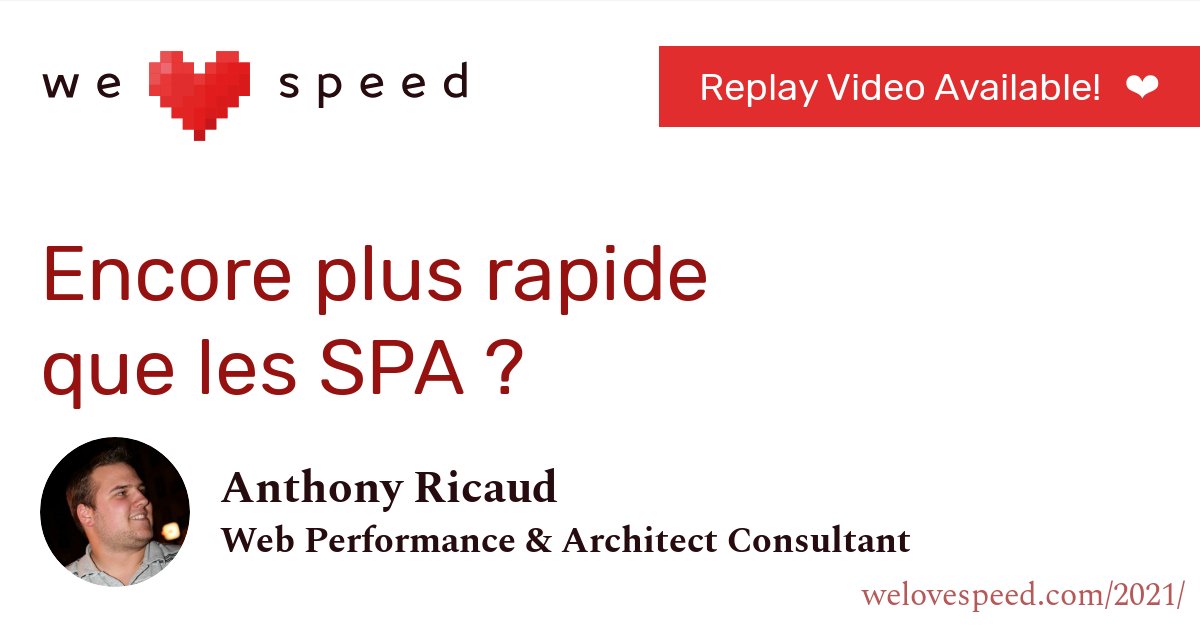 we ❤ speed
Replay Video Available! ❤
Encore plus rapide
que les SPA ?
Anthony Ricaud
Web Performance & Architect Consultant
welovespeed.com/2021/